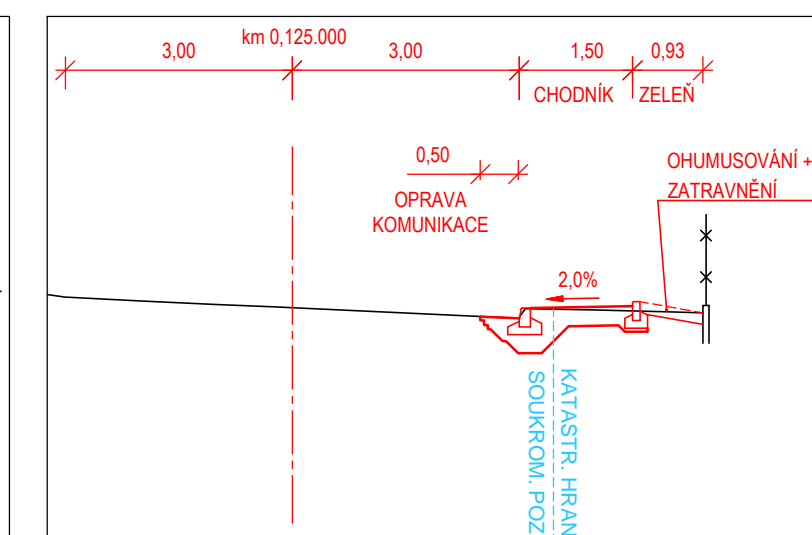 km 0,125.000
3,00
3,00
1,50
0,93
CHODNÍK
ZELEŇ
0,50
OPRAVA
KOMUNIKACE
OHUMUSOVÁNÍ +
ZATRAVNĚNÍ
2,0%
KATASTR. HRAN
SOUKROM. POZ